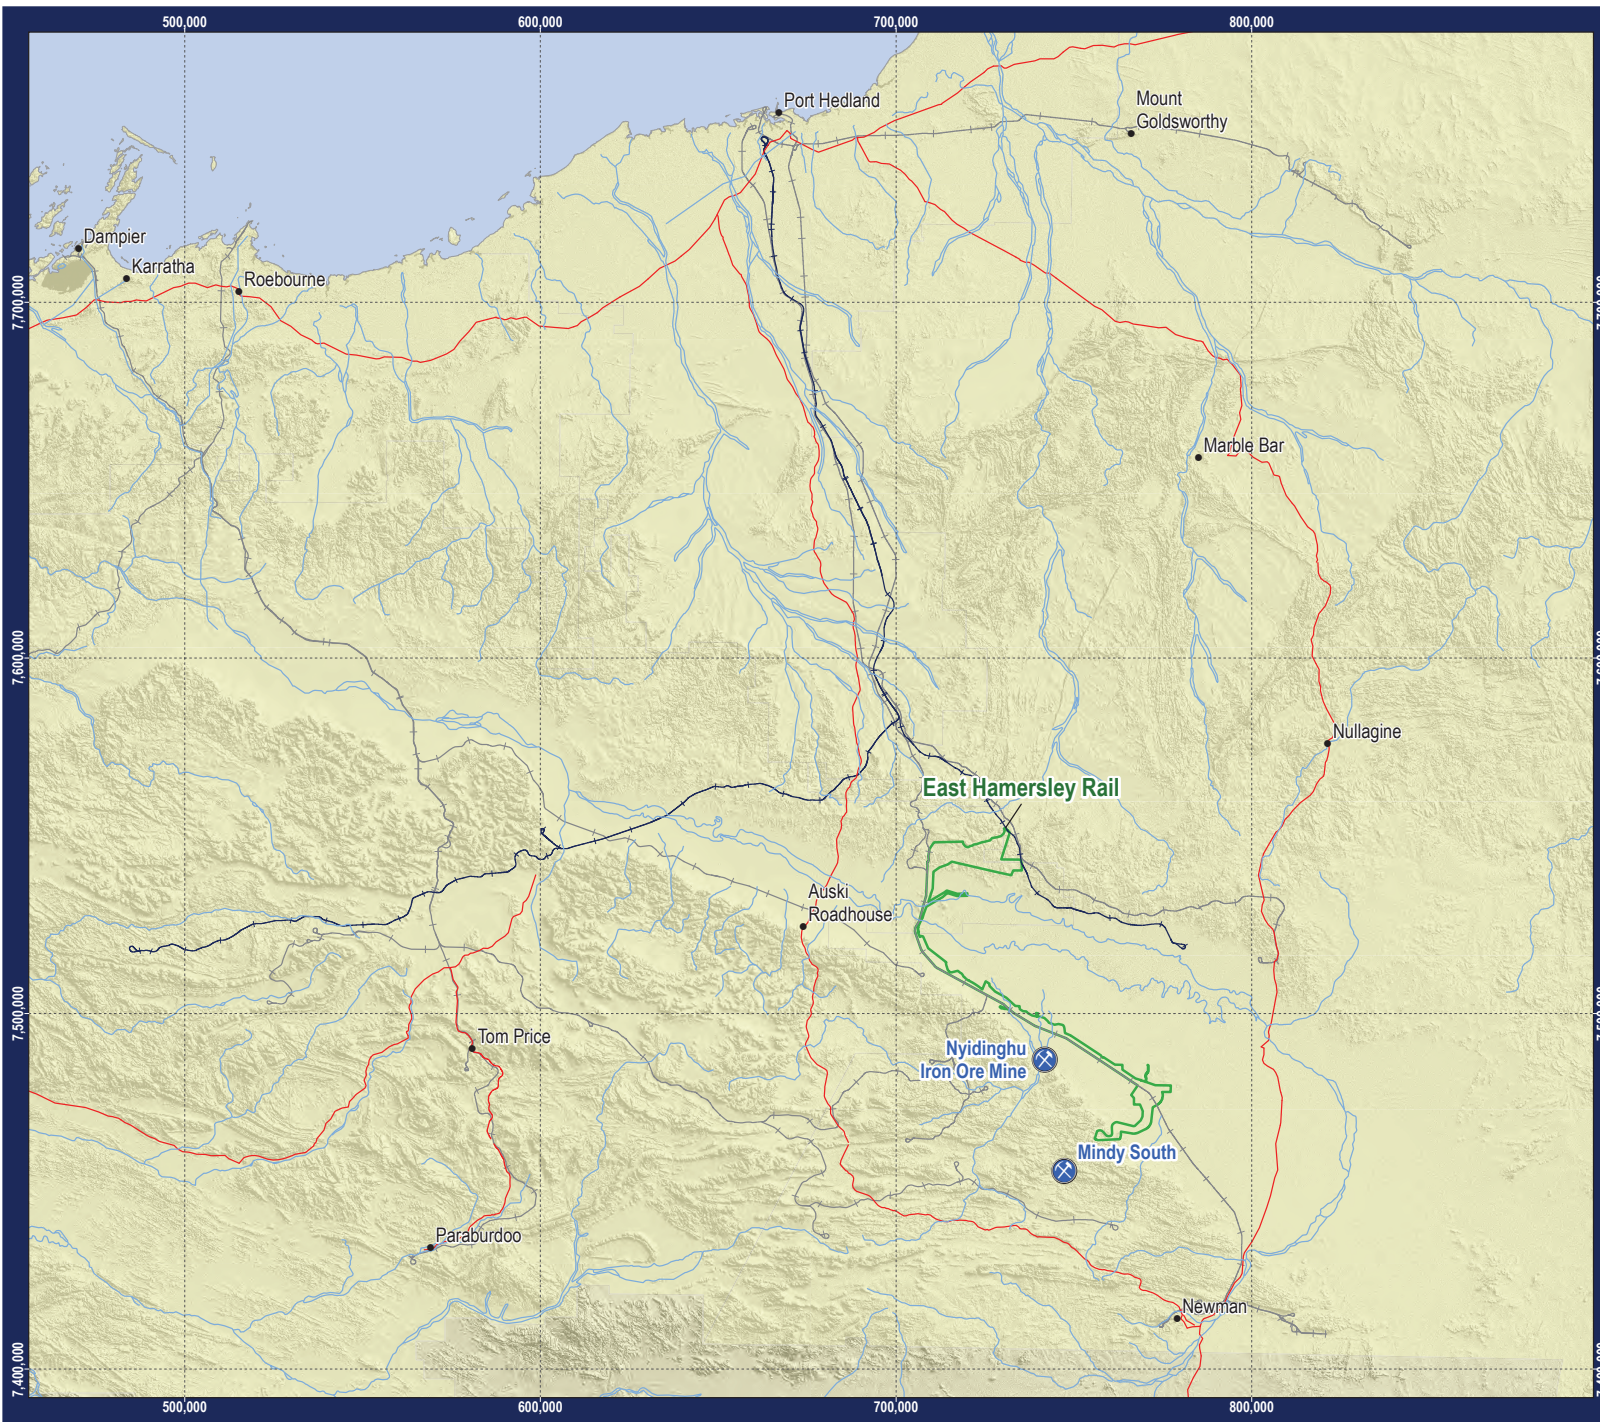 500,000
600,000
700,000
800,000
Port Hedland
Mount
Goldsworthy
Dampier
Karratha
Roebourne
7,700,000
Marble Bar
7,600,000
Nullagine
East Hamersley Rail
Auski
Roadhouse
7,500,000
Tom Price
Nyidinghu
Iron Ore Mine
Mindy South
Paraburdoo
Newman
7,400,000
500,000
600,000
700,000
800,000